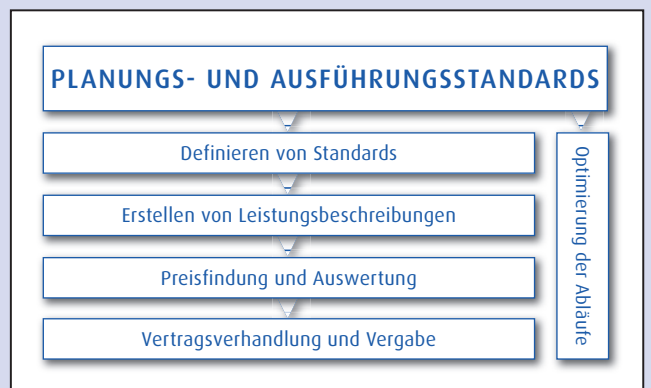 PLANUNGS- UND AUSFÜHRUNGSSTANDARDS
Definieren von Standards
Erstellen von Leistungsbeschreibungen
Preisfindung und Auswertung
Vertragsverhandlung und Vergabe
Optimierung der Abläufe